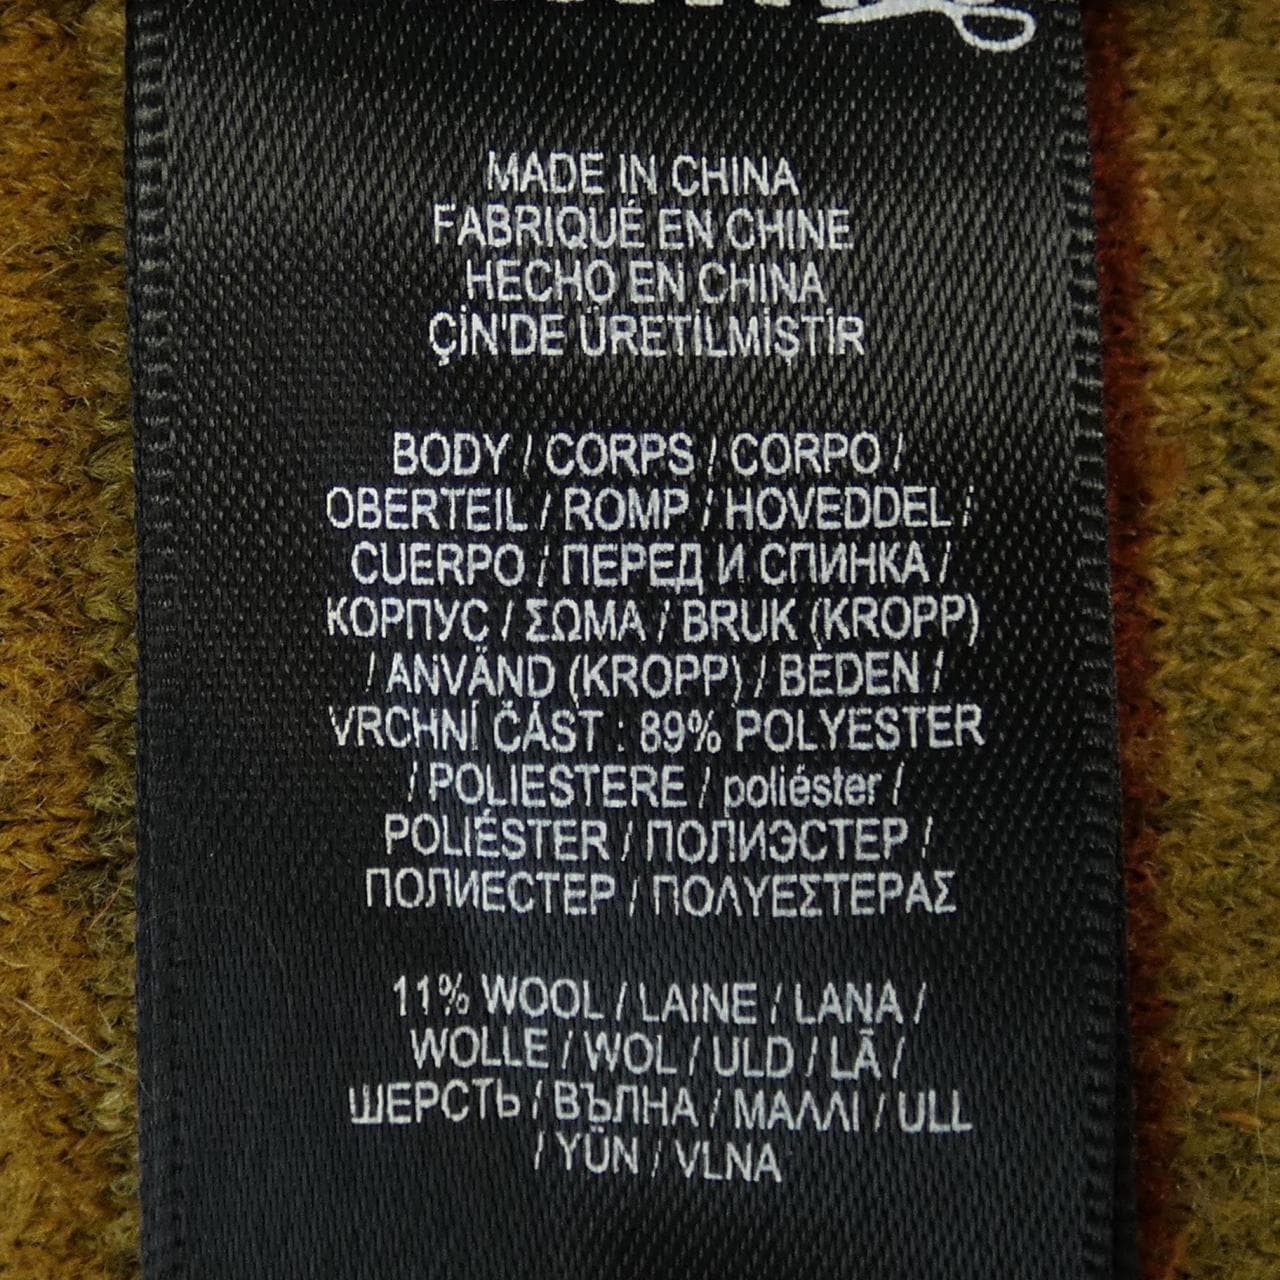 MADE IN CHINA
FABRIQUÉ EN CHINE
HECHO EN CHINA
ÇİN'DE ÜRETİLMİŞTİR
BODY / CORPS / CORPO /
OBERTEIL / ROMP / HOVEDDEL /
CUERPO / ПЕРЕД И СПИНКА /
КОРПУС / ΣΩΜΑ / BRUK (KROPP)
/ ANVÄND (KROPP) / BEDEN /
VRCHNÍ ČÁST : 89% POLYESTER
/ POLIESTERE / poliéster /
POLIÉSTER / ПОЛИЭСТЕР /
ПОЛИЕСТЕР / ΠΟΛΥΕΣΤΕΡΑΣ
11% WOOL / LAINE / LANA /
WOLLE / WOL / ULD / LÃ /
ШЕРСТЬ / ВЪЛНА / ΜΑΛΛΙ / ULL
/ YÜN / VLNA